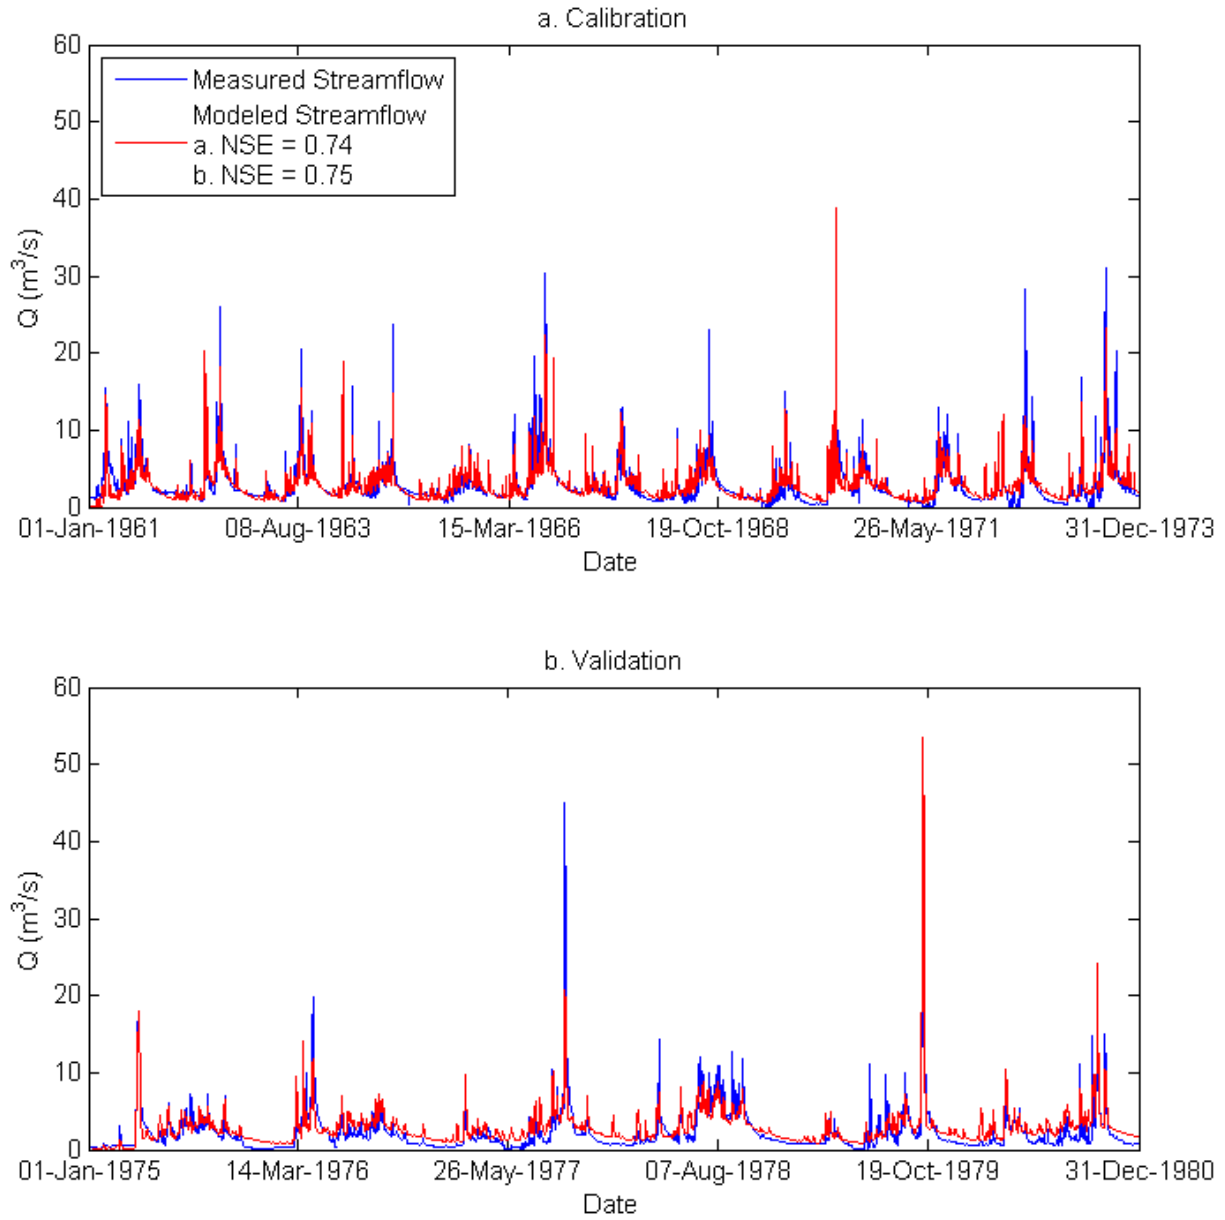 a. Calibration
60
50
40
30
20
10
0
Q (m³/s)
Measured Streamflow
Modeled Streamflow
a. NSE = 0.74
b. NSE = 0.75
01-Jan-1961 08-Aug-1963 15-Mar-1966 19-Oct-1968 26-May-1971 31-Dec-1973
Date
b. Validation
60
50
40
30
20
10
0
Q (m³/s)
01-Jan-1975 14-Mar-1976 26-May-1977 07-Aug-1978 19-Oct-1979 31-Dec-1980
Date